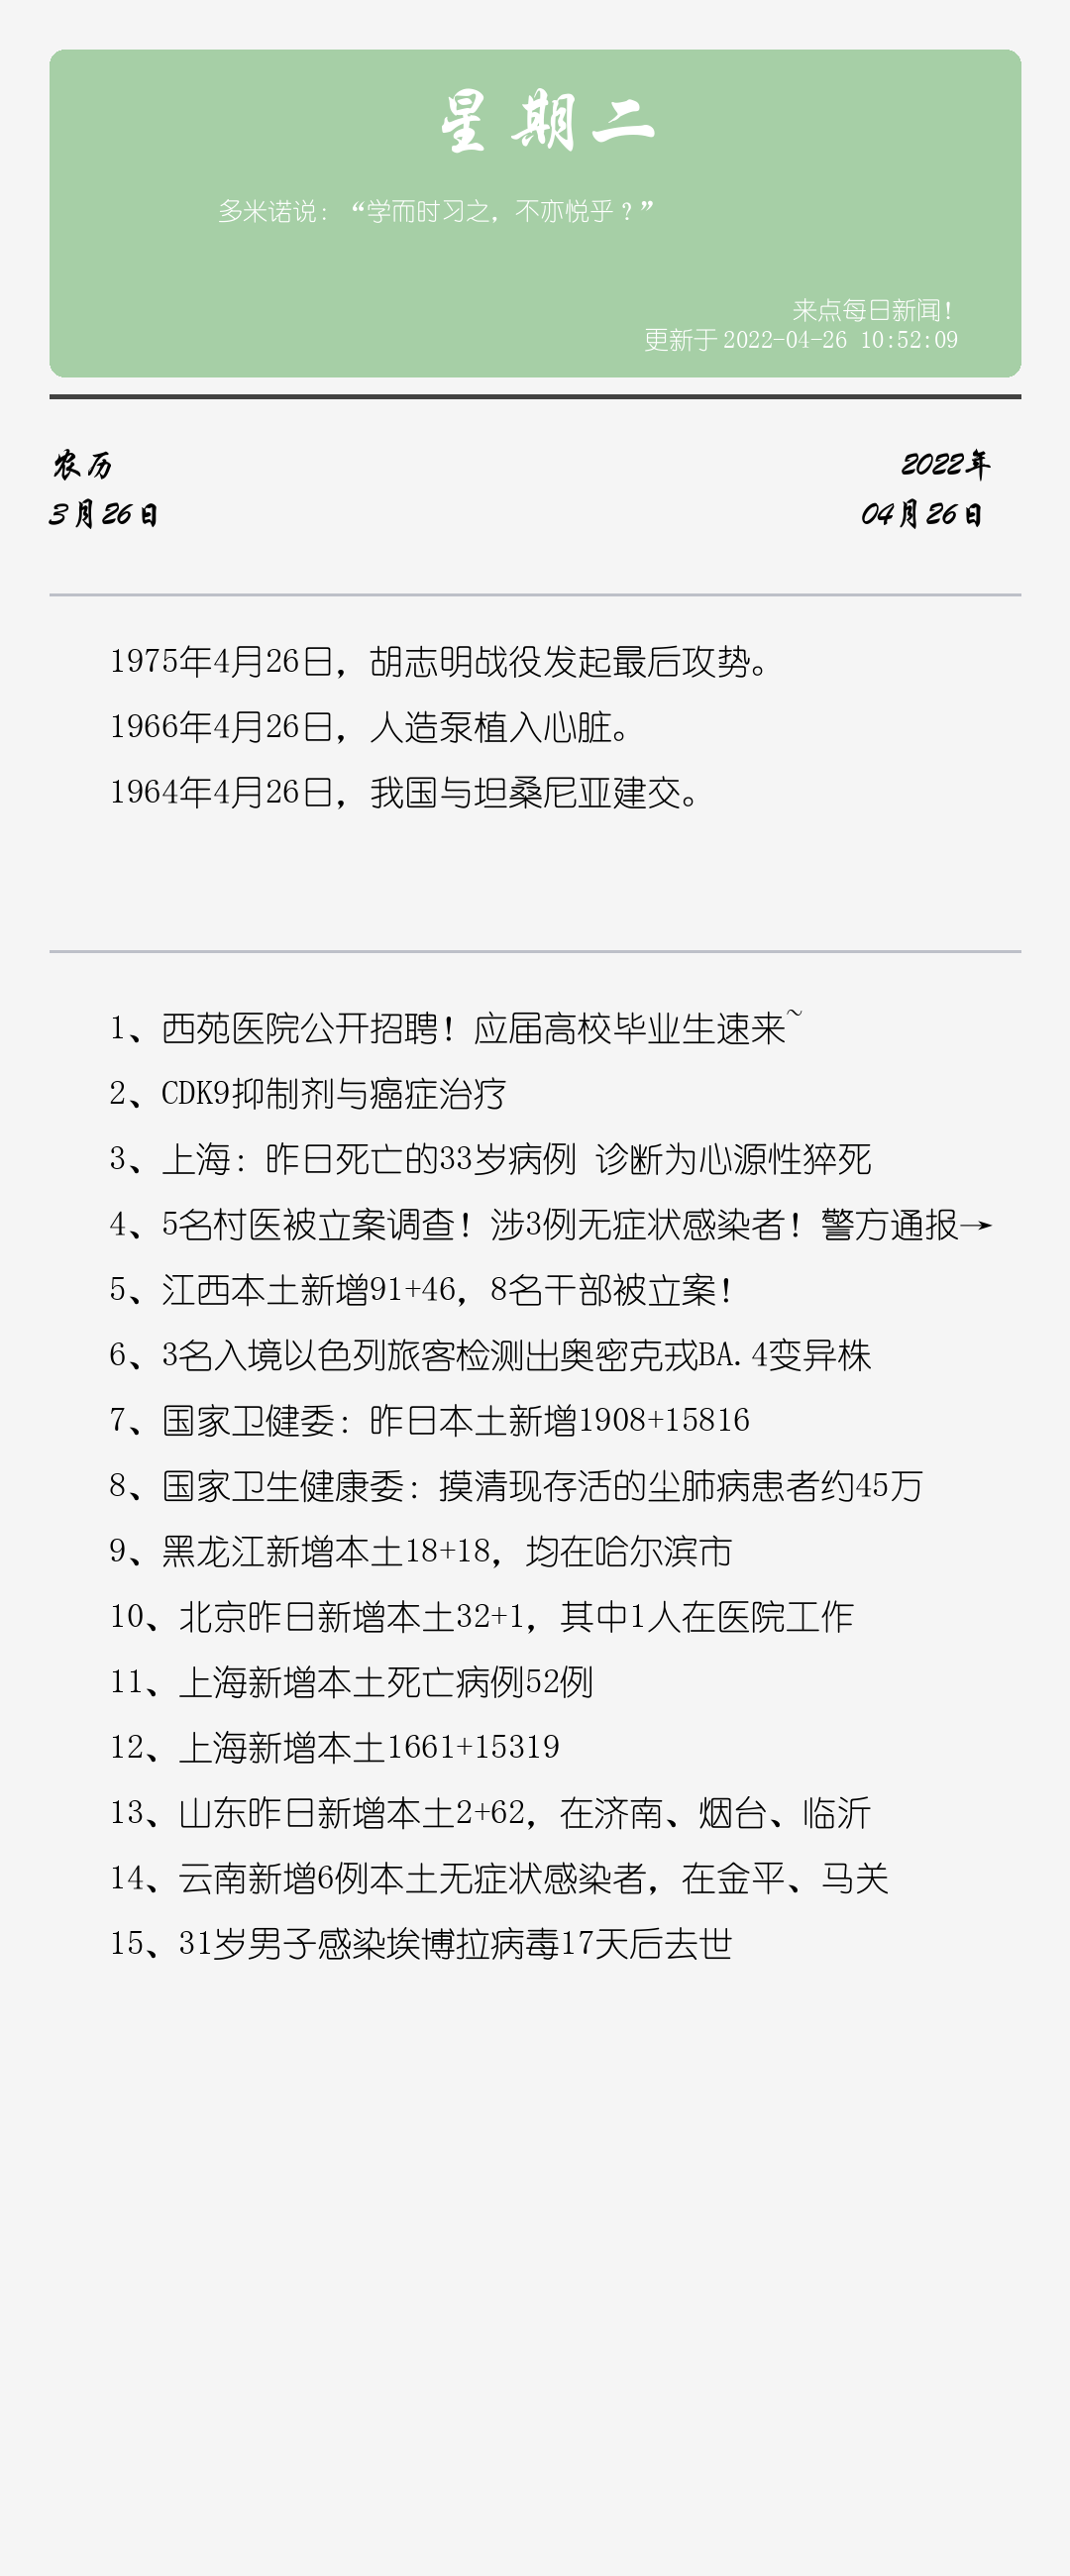 星期二
多米诺说：“学而时习之，不亦悦乎？”
来点每日新闻！
更新于2022-04-26 10:52:09
农历
2022年
3月26日
04月26日
1975年4月26日，胡志明战役发起最后攻势。
1966年4月26日，人造泵植入心脏。
1964年4月26日，我国与坦桑尼亚建交。
1、西苑医院公开招聘！应届高校毕业生速来~
2、CDK9抑制剂与癌症治疗
3、上海：昨日死亡的33岁病例 诊断为心源性猝死
4、5名村医被立案调查！涉3例无症状感染者！警方通报→
5、江西本土新增91+46，8名干部被立案！
6、3名入境以色列旅客检测出奥密克戎BA.4变异株
7、国家卫健委：昨日本土新增1908+15816
8、国家卫生健康委：摸清现存活的尘肺病患者约45万
9、黑龙江新增本土18+18，均在哈尔滨市
10、北京昨日新增本土32+1，其中1人在医院工作
11、上海新增本土死亡病例52例
12、上海新增本土1661+15319
13、山东昨日新增本土2+62，在济南、烟台、临沂
14、云南新增6例本土无症状感染者，在金平、马关
15、31岁男子感染埃博拉病毒17天后去世